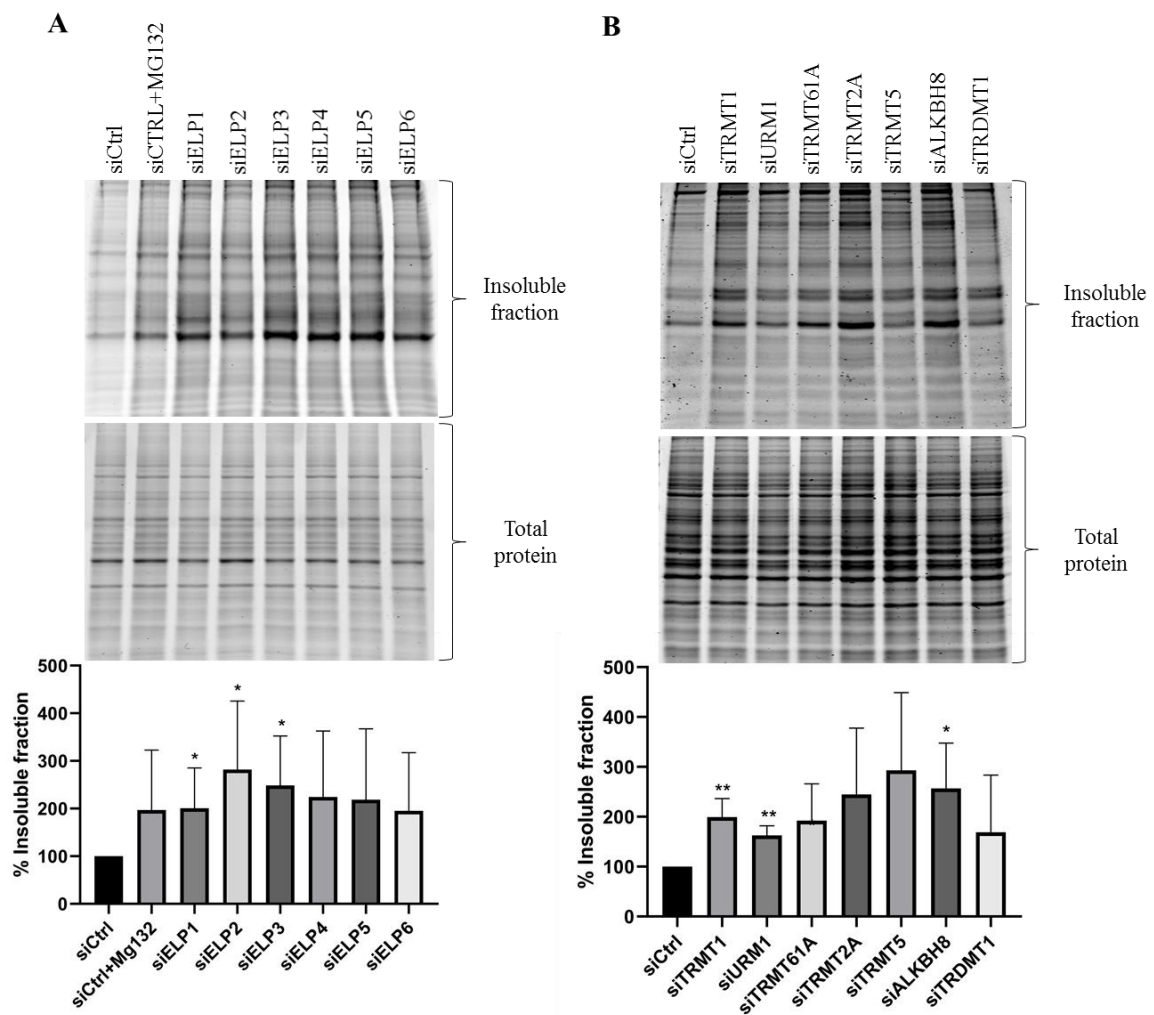 A
siCtrl
siCTRL+MG132
siELP1
siELP2
siELP3
siELP4
siELP5
siELP6
Insoluble
fraction
Total
protein
% Insoluble fraction
500
400
300
200
100
0
*
*
*
siCtrl
siCtrl+Mg132
siELP1
siELP2
siELP3
siELP4
siELP5
siELP6
B
siCtrl
siTRMT1
siURM1
siTRMT61A
siTRMT2A
siTRMT5
siALKBH8
siTRDMT1
Insoluble
fraction
Total
protein
% Insoluble fraction
500
400
300
200
100
0
**
**
*
siCtrl
siTRMT1
siURM1
siTRMT61A
siTRMT2A
siTRMT5
siALKBH8
siTRDMT1